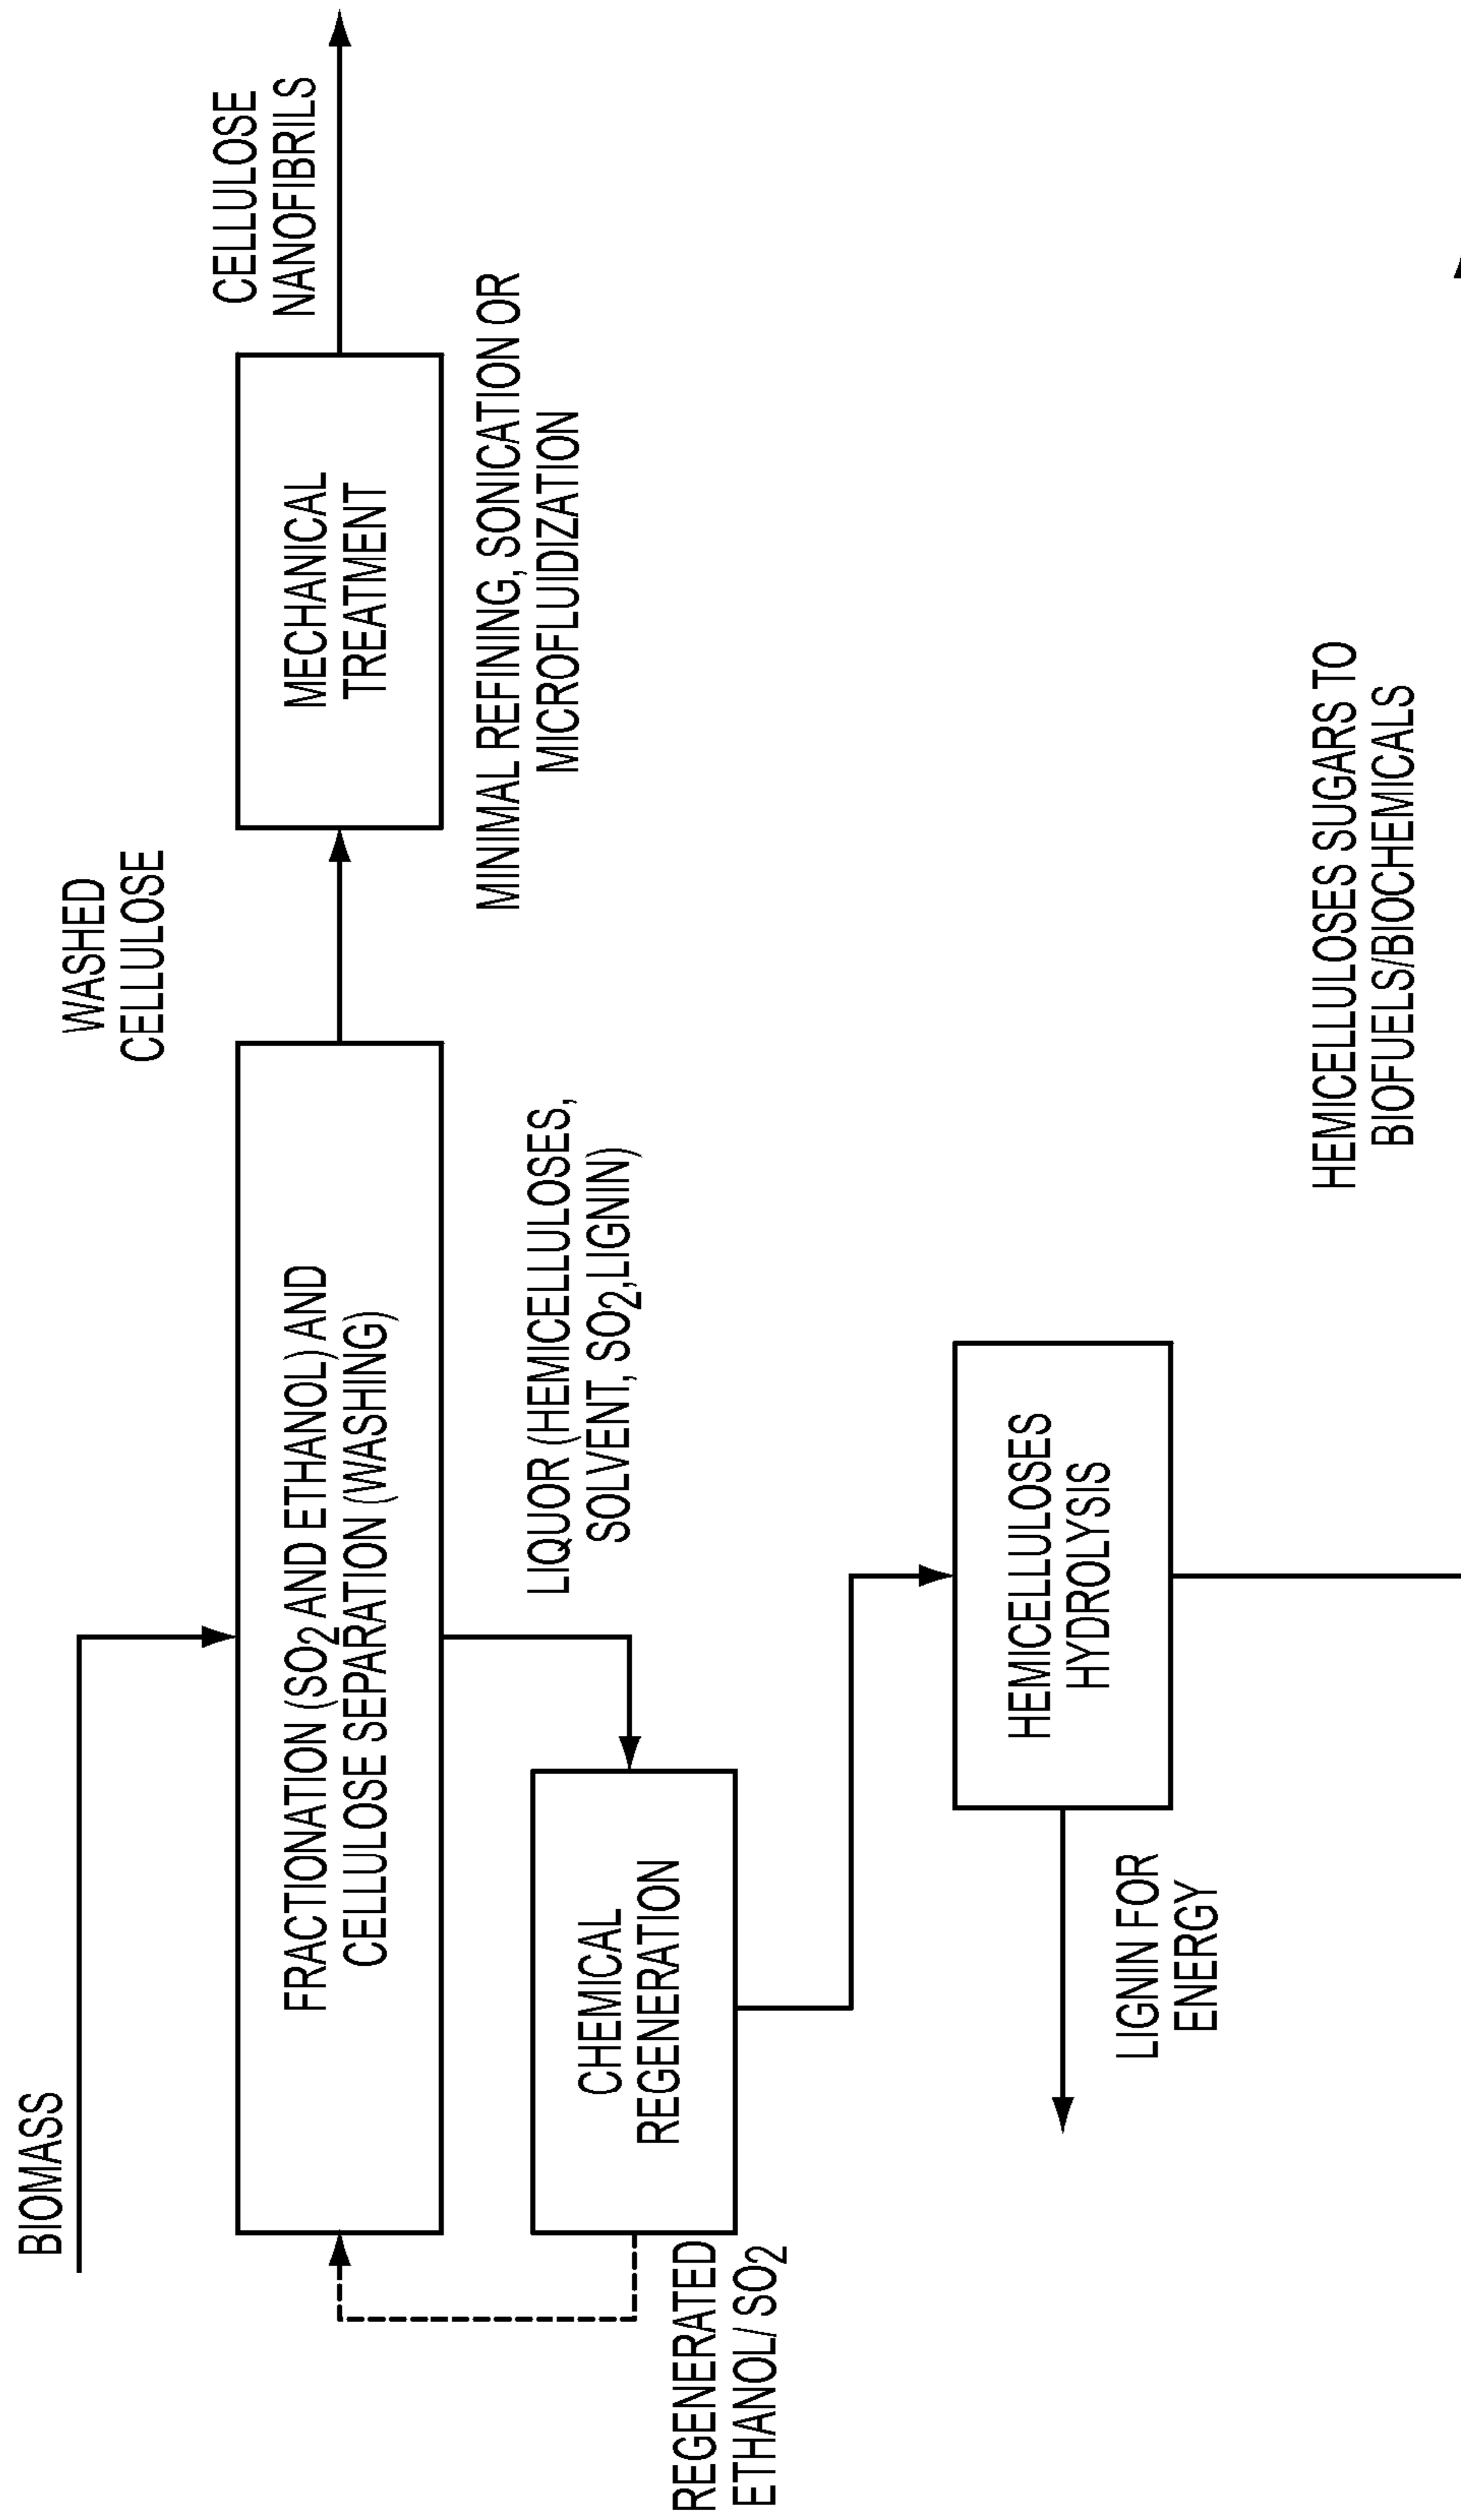 BIOMASS
WASHED
CELLULOSE
FRACTIONATION (SO2 AND ETHANOL) AND
CELLULOSE SEPARATION (WASHING)
MECHANICAL
TREATMENT
CELLULOSE
NANOFIBRILS
MINIMAL REFINING, SONICATION OR
MICROFLUIDIZATION
LIQUOR (HEMICELLULOSES,
SOLVENT, SO2, LIGNIN)
CHEMICAL
REGENERATION
REGENERATED
ETHANOL/ SO2
HEMICELLULOSES
HYDROLYSIS
LIGNIN FOR
ENERGY
HEMICELLULOSES SUGARS TO
BIOFUELS/BIOCHEMICALS